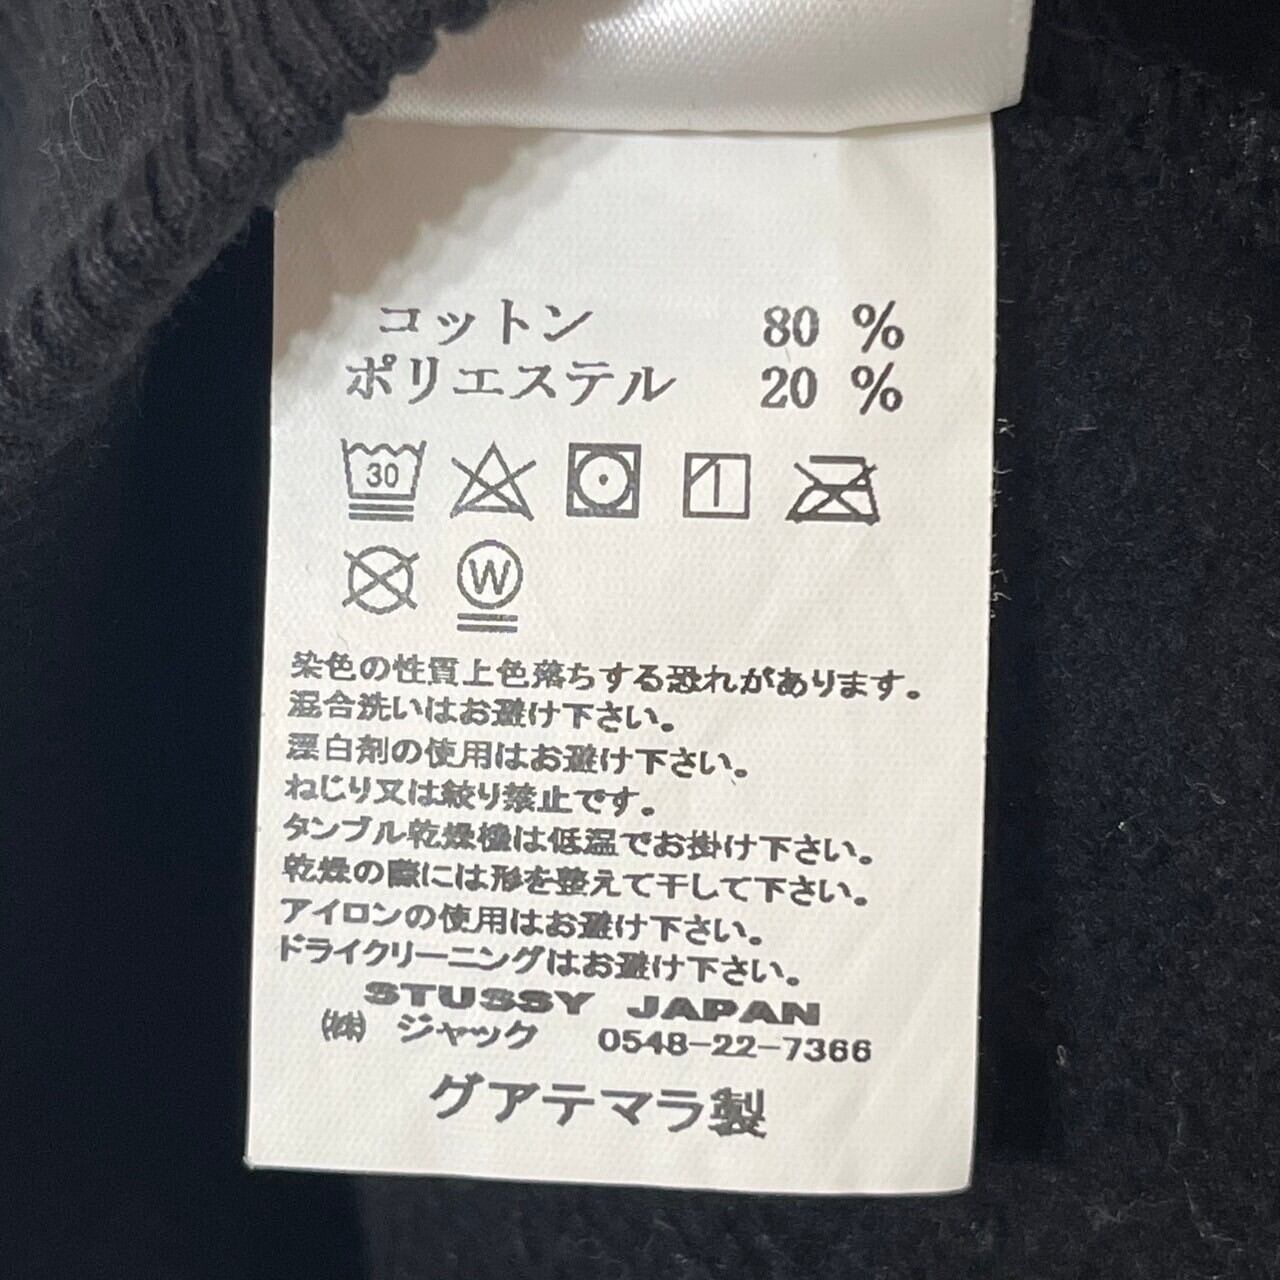 コットン 80 %
ポリエステル 20 %
30
W
染色の性質上色落ちする恐れがあります。
混合洗いはお避け下さい。
漂白剤の使用はお避け下さい。
ねじり又は絞り禁止です。
タンブル乾燥機は低温でお掛け下さい。
乾燥の際には形を整えて干して下さい。
アイロンの使用はお避け下さい。
ドライクリーニングはお避け下さい。
STUSSY JAPAN
㈱ ジャック 0548-22-7366
グアテマラ製